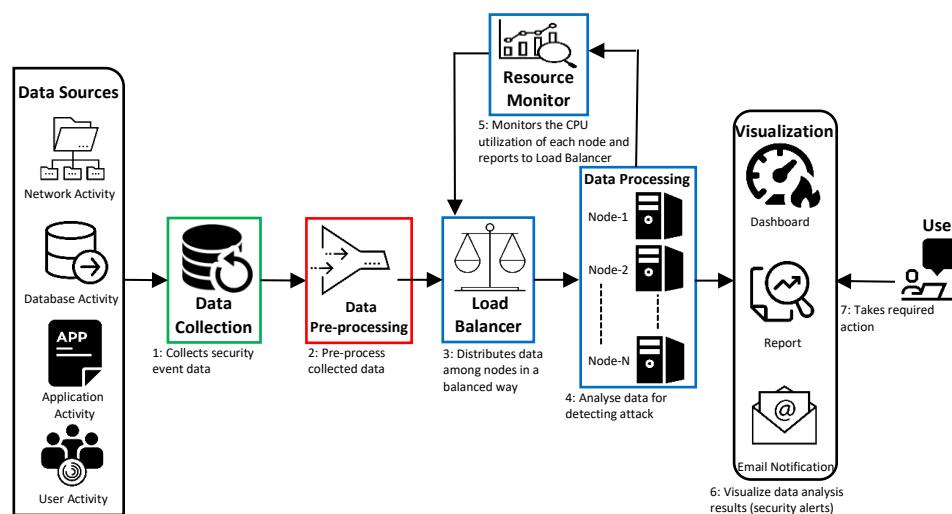 Data Sources
Network Activity
Database Activity
APP
Application
Activity
User Activity
Data
Collection
1: Collects security
event data
Data
Pre-processing
2: Pre-process
collected data
Load
Balancer
3: Distributes data
among nodes in a
balanced way
Resource
Monitor
5: Monitors the CPU
utilization of each node and
reports to Load Balancer
Data Processing
Node-1
Node-2
Node-N
4: Analyse data for
detecting attack
Visualization
Dashboard
Report
@
Email Notification
6: Visualize data analysis
results (security alerts)
Use
7: Takes required
action